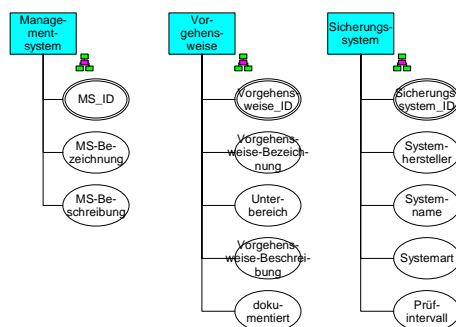 Manage-
ment-
system
MS_ID
MS-Be-
zeichnung
MS-Be-
schreibung
Vor-
gehens-
weise
Vorgehens-
weise_ID
Vorgehens-
weise-Bezeich-
nung
Unter-
bereich
Vorgehens-
weise-Beschrei-
bung
doku-
mentiert
Sicherungs-
system
Sicherungs-
system_ID
System-
hersteller
System-
name
Systemart
Prüf-
intervall